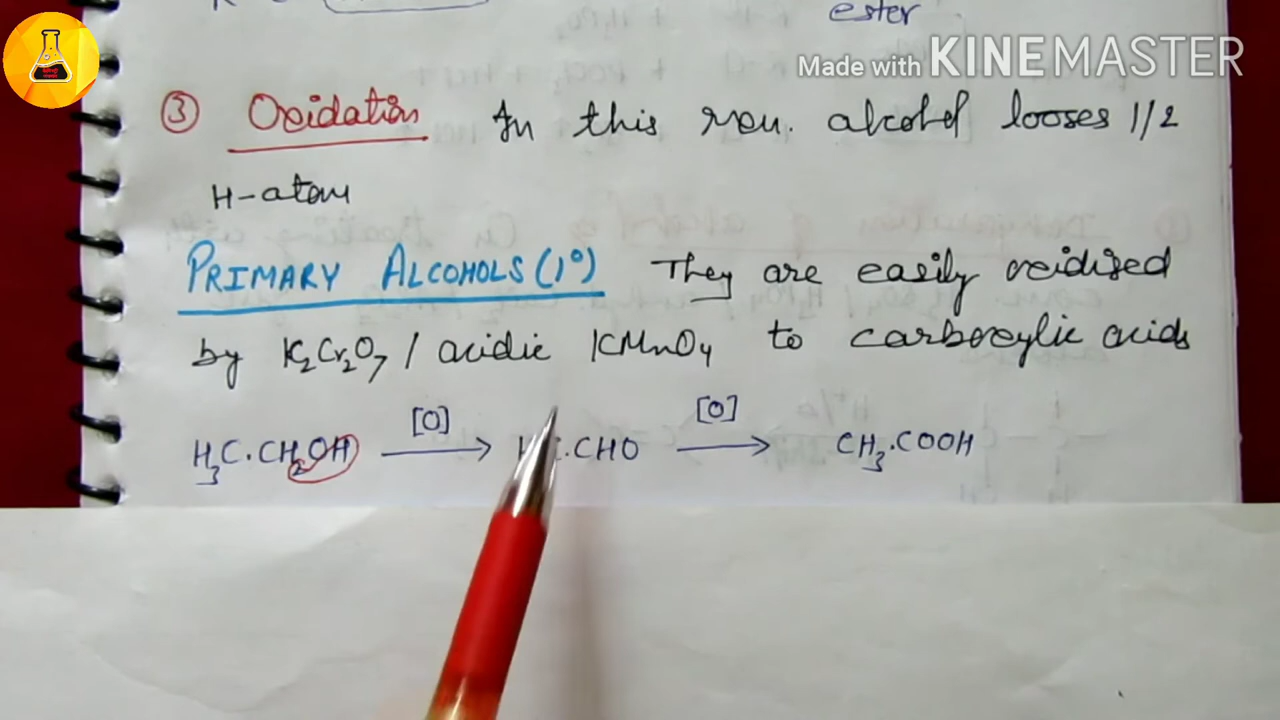 ester
Made with KINEMASTER
③ Oxidation In this rxn. alcohol looses 1/2
H-atom
PRIMARY ALCOHOLS (1°) They are easily oxidised
by K₂Cr₂O₇ / acidic KMnO₄ to carboxylic acids
[O] [O]
H₃C.CH₂OH ⟶ .CHO ⟶ CH₃.COOH